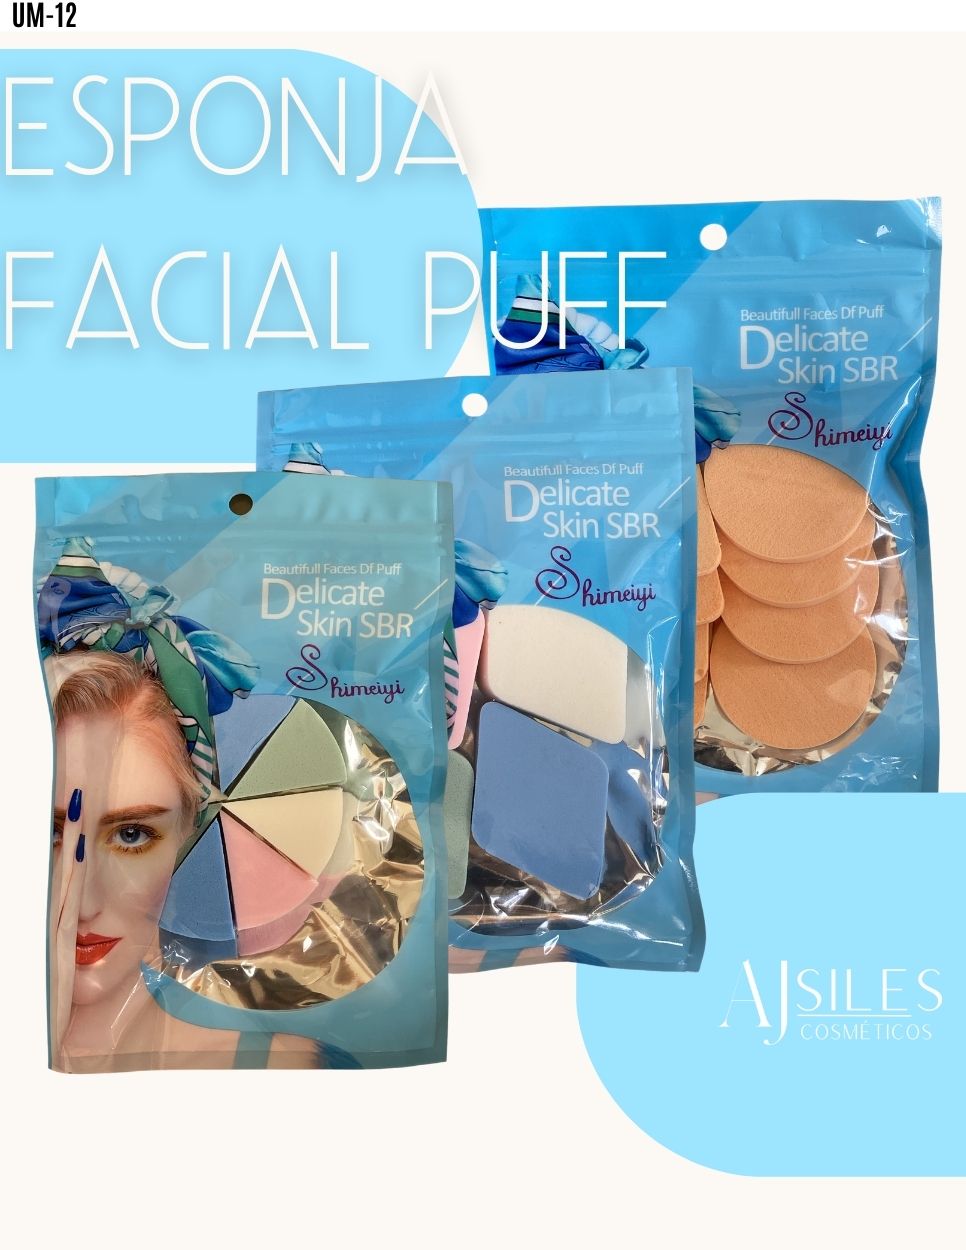 UM-12
ESPONJA
FACIAL PUFF
Beautifull Faces Df Puff
Delicate
Skin SBR
Shimeiyi
Beautifull Faces Df Puff
Delicate
Skin SBR
Shimeiyi
Beautifull Faces Df Puff
Delicate
Skin SBR
Shimeiyi
AJSILES
COSMÉTICOS